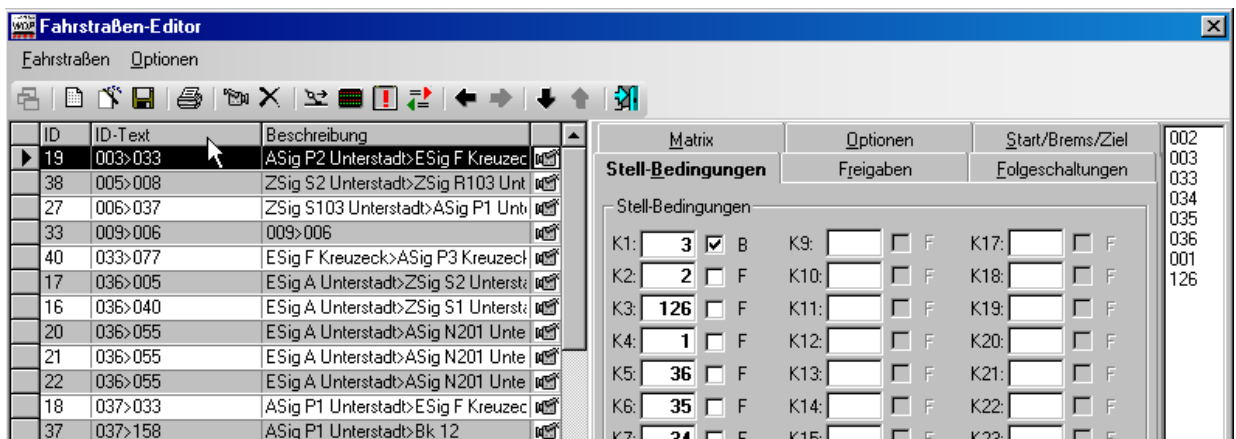 Fahrstraßen-Editor
Fahrstraßen Optionen
ID ID-Text Beschreibung
19 003>033 ASig P2 Unterstadt>ESig F Kreuzec
38 005>008 ZSig S2 Unterstadt>ZSig R103 Unt
27 006>037 ZSig S103 Unterstadt>ASig P1 Unt
33 009>006 009>006
40 033>077 ESig F Kreuzeck>ASig P3 Kreuzeck
17 036>005 ESig A Unterstadt>ZSig S2 Unterst
16 036>040 ESig A Unterstadt>ZSig S1 Unterst
20 036>055 ESig A Unterstadt>ASig N201 Unte
21 036>055 ESig A Unterstadt>ASig N201 Unte
22 036>055 ESig A Unterstadt>ASig N201 Unte
18 037>033 ASig P1 Unterstadt>ESig F Kreuzec
37 037>158 ASig P1 Unterstadt>Bk 12
Matrix Optionen Start/Brems/Ziel
Stell-Bedingungen Freigaben Folgeschaltungen
Stell-Bedingungen
K1: 3 B K9: F K17: F
K2: 2 F K10: F K18: F
K3: 126 F K11: F K19: F
K4: 1 F K12: F K20: F
K5: 36 F K13: F K21: F
K6: 35 F K14: F K22: F
K7: 34 F K15: F K23: F
002
003
033
034
035
036
001
126